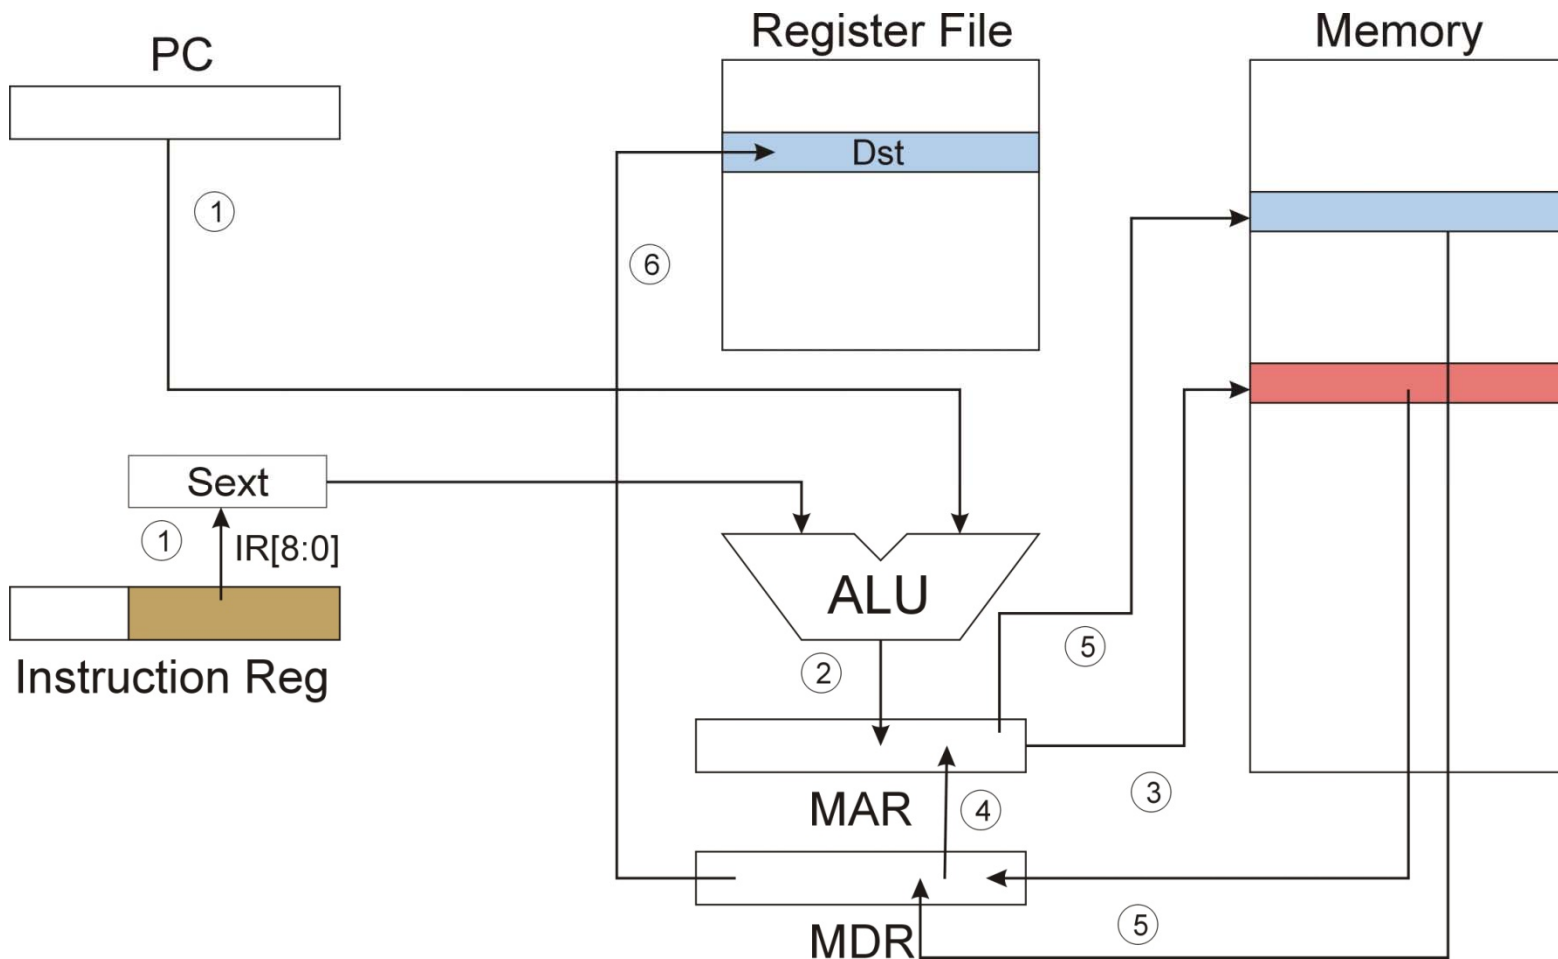 Register File
Memory
PC
Dst
1
6
Sext
1
IR[8:0]
ALU
Instruction Reg
2
5
MAR
4
3
MDR
5